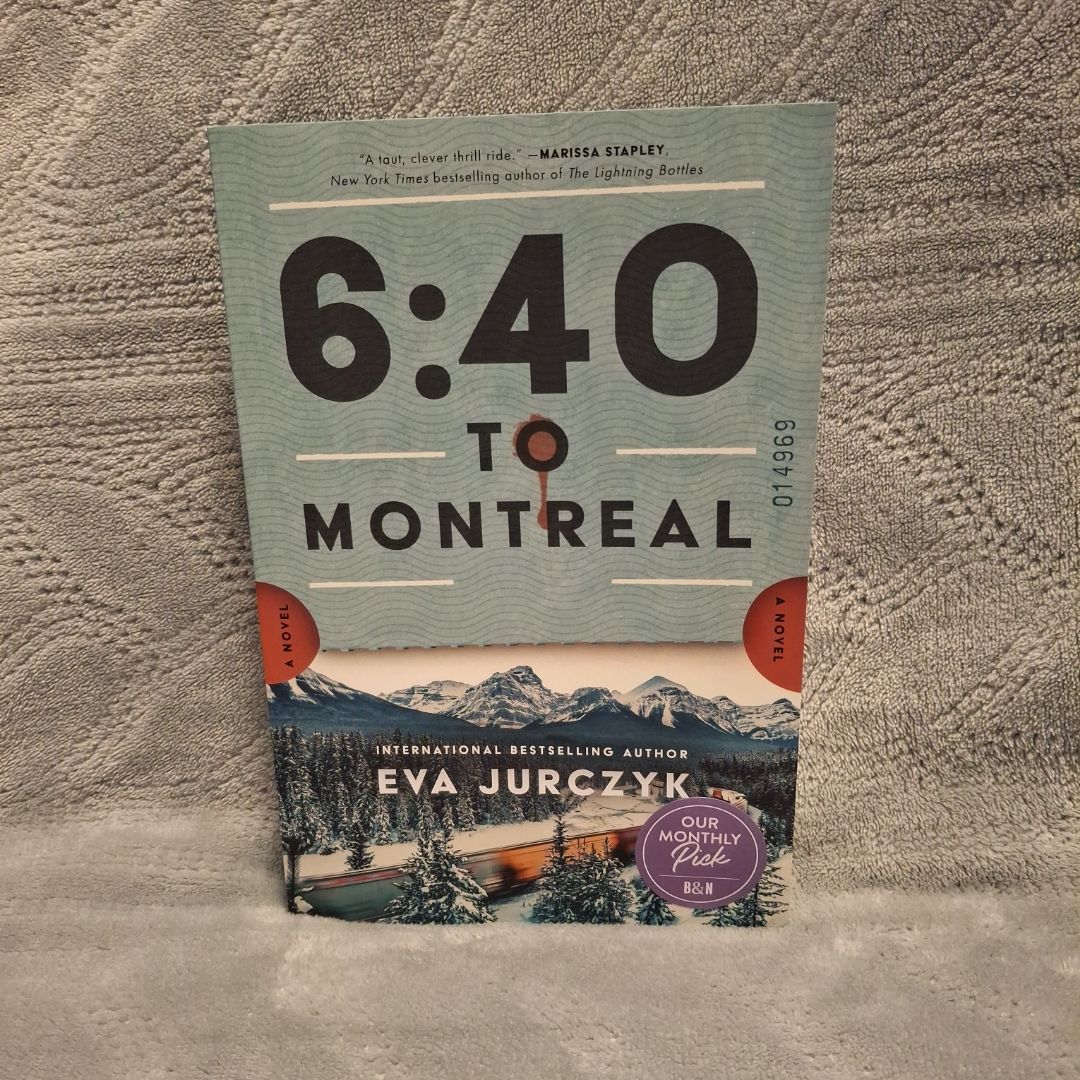 "A taut, clever thrill ride." —MARISSA STAPLEY,
New York Times bestselling author of The Lightning Bottles
6:40
TO
MONTREAL
014969
A NOVEL
A NOVEL
INTERNATIONAL BESTSELLING AUTHOR
EVA JURCZYK
OUR
MONTHLY
Pick
B&N